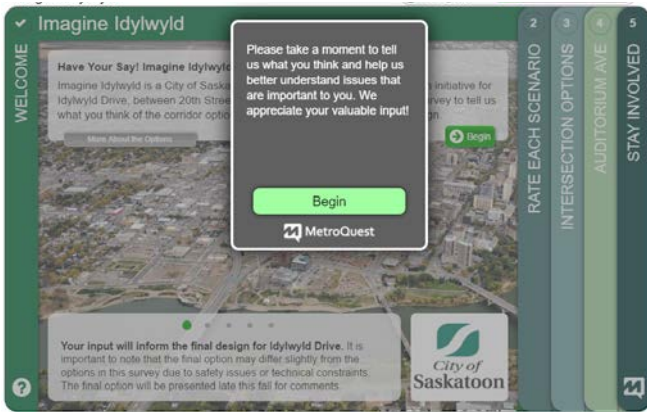 Imagine Idylwyld
WELCOME
Have Your Say! Imagine Idylwyld
Imagine Idylwyld is a City of Saska
n initiative for
Idylwyld Drive, between 20th Stree
rvey to tell us
what you think of the corridor optio
gn.
More About the Options
Begin
Please take a moment to tell
us what you think and help us
better understand issues that
are important to you. We
appreciate your valuable input!
Begin
MetroQuest
Your input will inform the final design for Idylwyld Drive. It is
important to note that the final option may differ slightly from the
options in this survey due to safety issues or technical constraints.
The final option will be presented late this fall for comments
City of
Saskatoon
?
2
RATE EACH SCENARIO
3
INTERSECTION OPTIONS
4
AUDITORIUM AVE
5
STAY INVOLVED